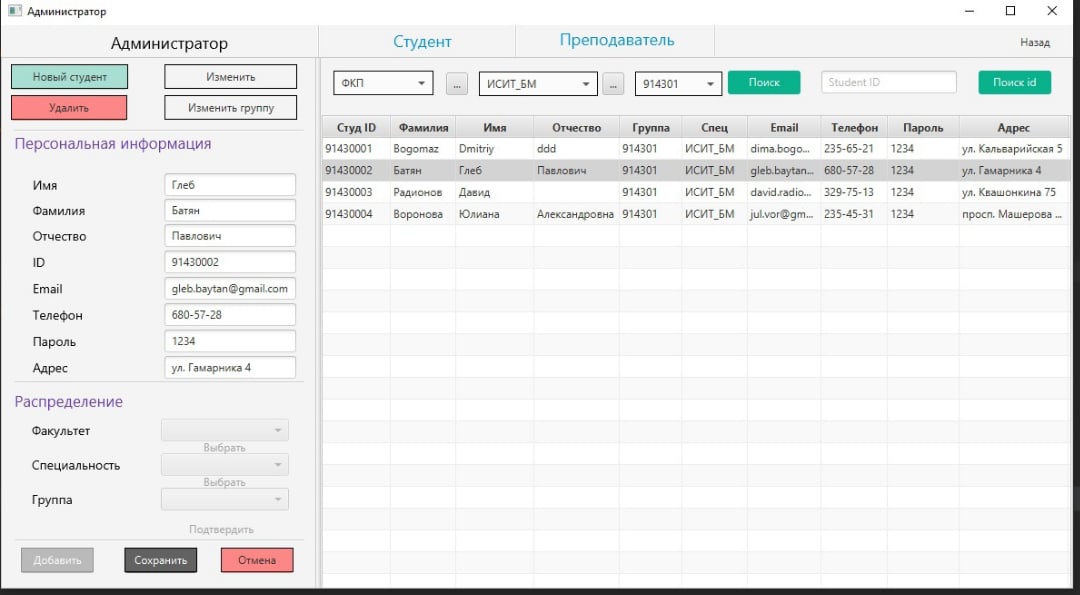 Администратор
Администратор Студент Преподаватель Назад
Новый студент Изменить
Удалить Изменить группу
ФКП ... ИСИТ_БМ ... 914301 Поиск Student ID Поиск id
Персональная информация
Имя Глеб
Фамилия Батян
Отчество Павлович
ID 91430002
Email gleb.baytan@gmail.com
Телефон 680-57-28
Пароль 1234
Адрес ул. Гамарника 4
Распределение
Факультет
Выбрать
Специальность
Выбрать
Группа
Подтвердить
Добавить Сохранить Отмена
Студ ID Фамилия Имя Отчество Группа Спец Email Телефон Пароль Адрес
91430001 Bogomaz Dmitriy ddd 914301 ИСИТ_БМ dima.bogo... 235-65-21 1234 ул. Кальварийская 5
91430002 Батян Глеб Павлович 914301 ИСИТ_БМ gleb.baytan... 680-57-28 1234 ул. Гамарника 4
91430003 Радионов Давид 914301 ИСИТ_БМ david.radio... 329-75-13 1234 ул. Квашонкина 75
91430004 Воронова Юлиана Александровна 914301 ИСИТ_БМ jul.vor@gm... 235-45-31 1234 просп. Машерова ...